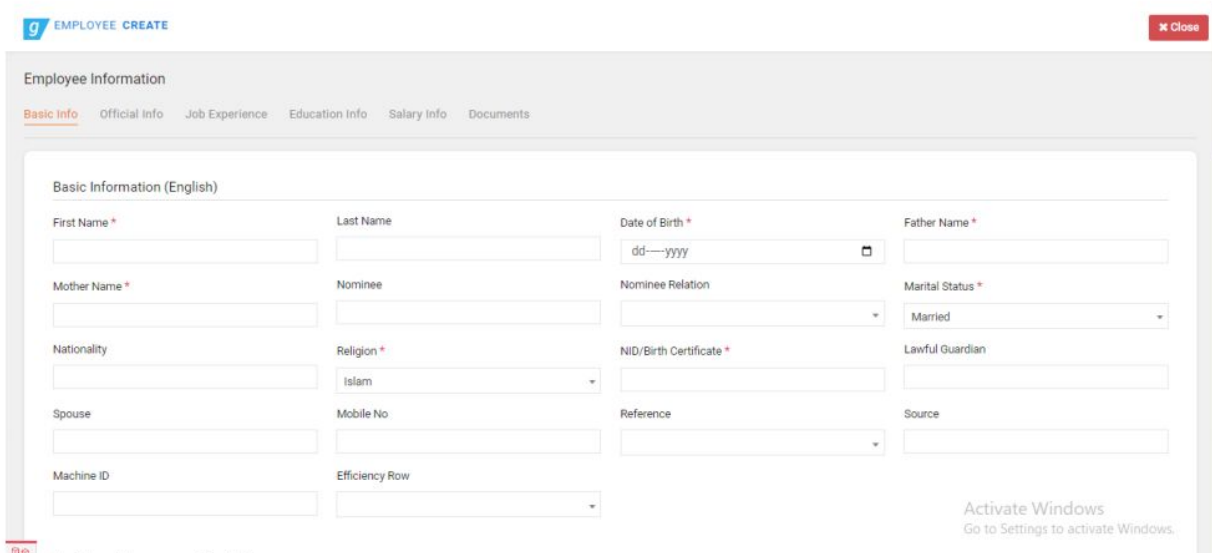 g EMPLOYEE CREATE
× Close
Employee Information
Basic Info Official Info Job Experience Education Info Salary Info Documents
Basic Information (English)
First Name * Last Name Date of Birth * Father Name *
dd-----yyyy
Mother Name * Nominee Nominee Relation Marital Status *
Married
Nationality Religion * NID/Birth Certificate * Lawful Guardian
Islam
Spouse Mobile No Reference Source
Machine ID Efficiency Row
Activate Windows
Go to Settings to activate Windows.